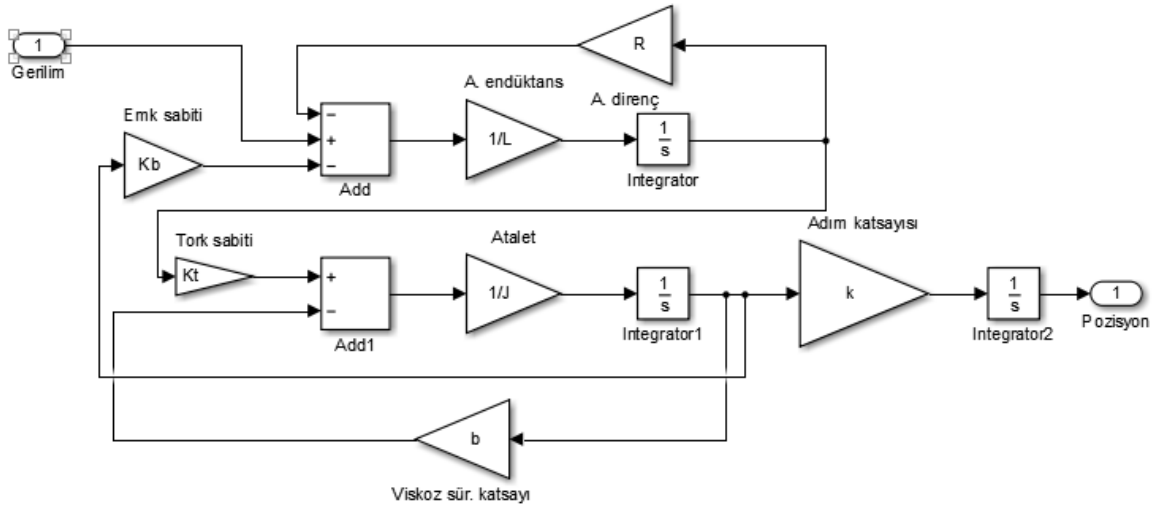 R
1
Gerilim
A. endüktans
A. direnç
Emk sabiti
−
+
−
Kb
1/L
1
s
Add
Integrator
Adım katsayısı
Tork sabiti
Atalet
Kt
+
−
1/J
1
s
k
1
s
1
Add1
Integrator1
Integrator2
Pozisyon
b
Viskoz sür. katsayı